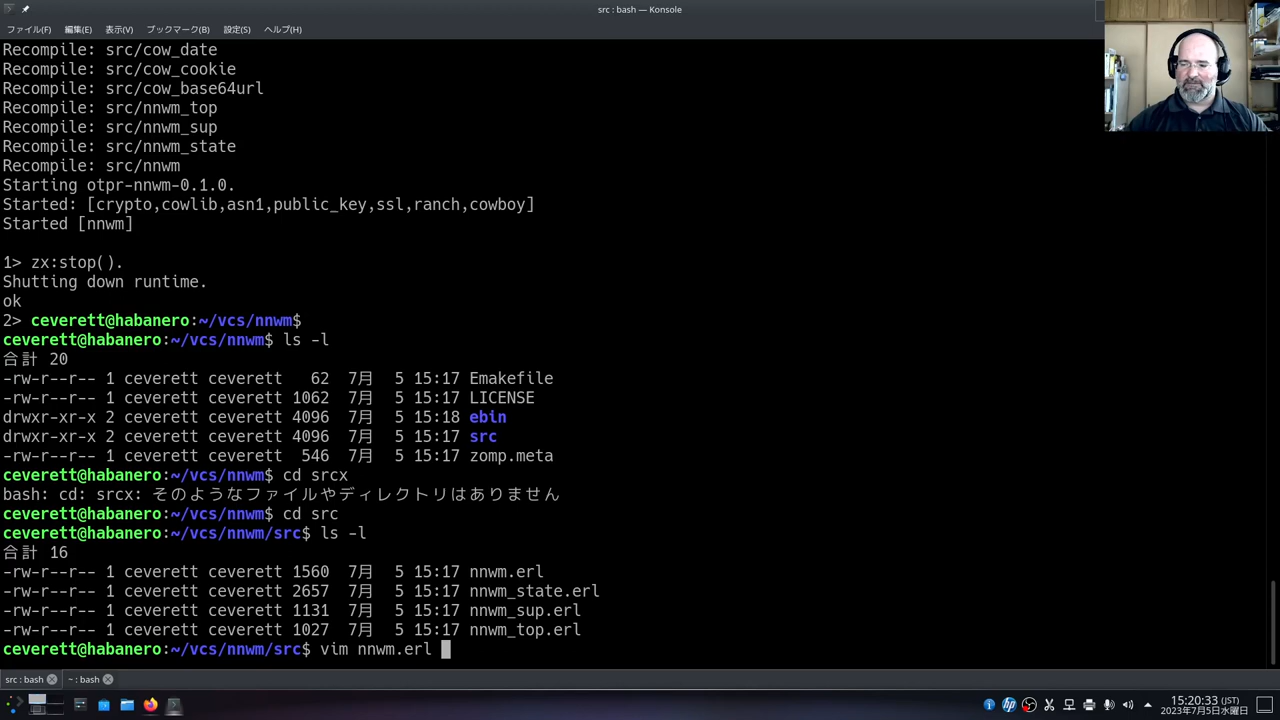 src : bash — Konsole
ファイル(F) 編集(E) 表示(V) ブックマーク(B) 設定(S) ヘルプ(H)
Recompile: src/cow_date
Recompile: src/cow_cookie
Recompile: src/cow_base64url
Recompile: src/nnwm_top
Recompile: src/nnwm_sup
Recompile: src/nnwm_state
Recompile: src/nnwm
Starting otpr-nnwm-0.1.0.
Started: [crypto,cowlib,asn1,public_key,ssl,ranch,cowboy]
Started [nnwm]
1> zx:stop().
Shutting down runtime.
ok
2> ceverett@habanero:~/vcs/nnwm$
ceverett@habanero:~/vcs/nnwm$ ls -l
合計 20
-rw-r--r-- 1 ceverett ceverett   62  7月  5 15:17 Emakefile
-rw-r--r-- 1 ceverett ceverett 1062  7月  5 15:17 LICENSE
drwxr-xr-x 2 ceverett ceverett 4096  7月  5 15:18 ebin
drwxr-xr-x 2 ceverett ceverett 4096  7月  5 15:17 src
-rw-r--r-- 1 ceverett ceverett  546  7月  5 15:17 zomp.meta
ceverett@habanero:~/vcs/nnwm$ cd srcx
bash: cd: srcx: そのようなファイルやディレクトリはありません
ceverett@habanero:~/vcs/nnwm$ cd src
ceverett@habanero:~/vcs/nnwm/src$ ls -l
合計 16
-rw-r--r-- 1 ceverett ceverett 1560  7月  5 15:17 nnwm.erl
-rw-r--r-- 1 ceverett ceverett 2657  7月  5 15:17 nnwm_state.erl
-rw-r--r-- 1 ceverett ceverett 1131  7月  5 15:17 nnwm_sup.erl
-rw-r--r-- 1 ceverett ceverett 1027  7月  5 15:17 nnwm_top.erl
ceverett@habanero:~/vcs/nnwm/src$ vim nnwm.erl
src : bash ~ : bash
15:20:33 (JST)
2023年7月5日水曜日